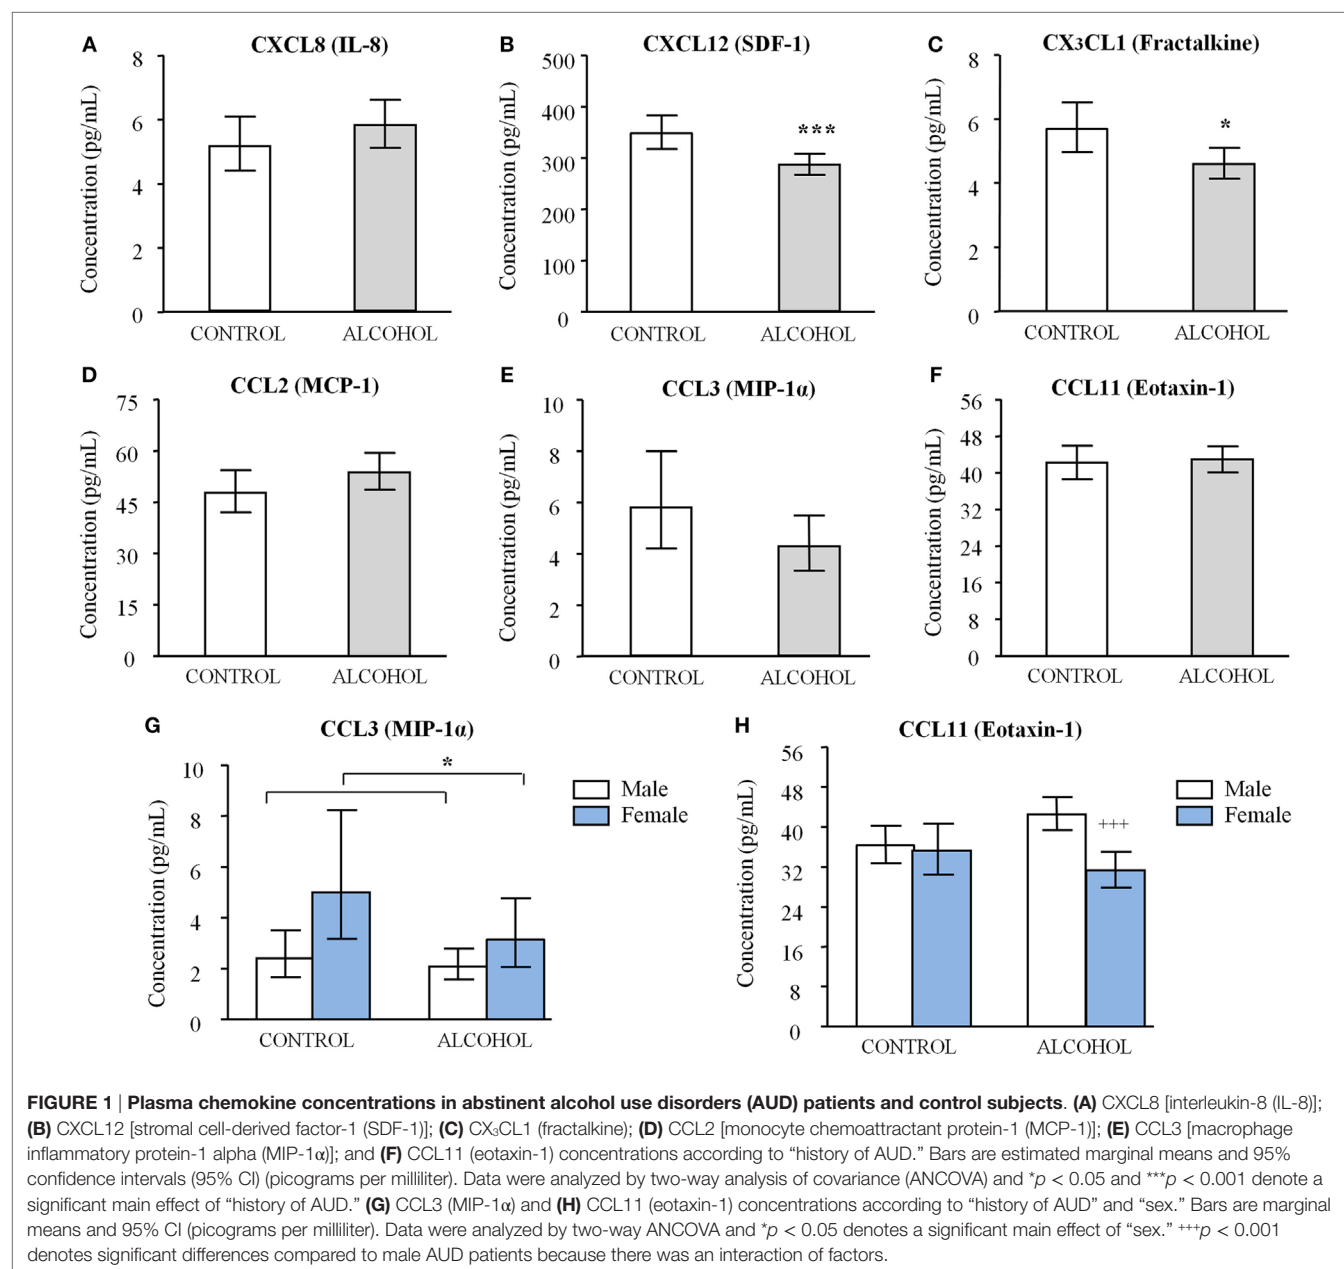 A
CXCL8 (IL-8)
Concentration (pg/mL)
8
6
4
2
0
CONTROL
ALCOHOL
B
CXCL12 (SDF-1)
Concentration (pg/mL)
500
400
300
200
100
0
***
CONTROL
ALCOHOL
C
CX3CL1 (Fractalkine)
Concentration (pg/mL)
8
6
4
2
0
*
CONTROL
ALCOHOL
D
CCL2 (MCP-1)
Concentration (pg/mL)
75
60
45
30
15
0
CONTROL
ALCOHOL
E
CCL3 (MIP-1α)
Concentration (pg/mL)
10
8
6
4
2
0
CONTROL
ALCOHOL
F
CCL11 (Eotaxin-1)
Concentration (pg/mL)
56
48
40
32
24
16
8
0
CONTROL
ALCOHOL
G
CCL3 (MIP-1α)
Concentration (pg/mL)
10
8
6
4
2
0
*
CONTROL
ALCOHOL
Male
Female
H
CCL11 (Eotaxin-1)
Concentration (pg/mL)
56
48
40
32
24
16
8
0
+++
CONTROL
ALCOHOL
Male
Female
FIGURE 1 | Plasma chemokine concentrations in abstinent alcohol use disorders (AUD) patients and control subjects. (A) CXCL8 [interleukin-8 (IL-8)];
(B) CXCL12 [stromal cell-derived factor-1 (SDF-1)]; (C) CX₃CL1 (fractalkine); (D) CCL2 [monocyte chemoattractant protein-1 (MCP-1)]; (E) CCL3 [macrophage
inflammatory protein-1 alpha (MIP-1α)]; and (F) CCL11 (eotaxin-1) concentrations according to “history of AUD.” Bars are estimated marginal means and 95%
confidence intervals (95% CI) (picograms per milliliter). Data were analyzed by two-way analysis of covariance (ANCOVA) and *p < 0.05 and ***p < 0.001 denote a
significant main effect of “history of AUD.” (G) CCL3 (MIP-1α) and (H) CCL11 (eotaxin-1) concentrations according to “history of AUD” and “sex.” Bars are marginal
means and 95% CI (picograms per milliliter). Data were analyzed by two-way ANCOVA and *p < 0.05 denotes a significant main effect of “sex.” +++p < 0.001
denotes significant differences compared to male AUD patients because there was an interaction of factors.